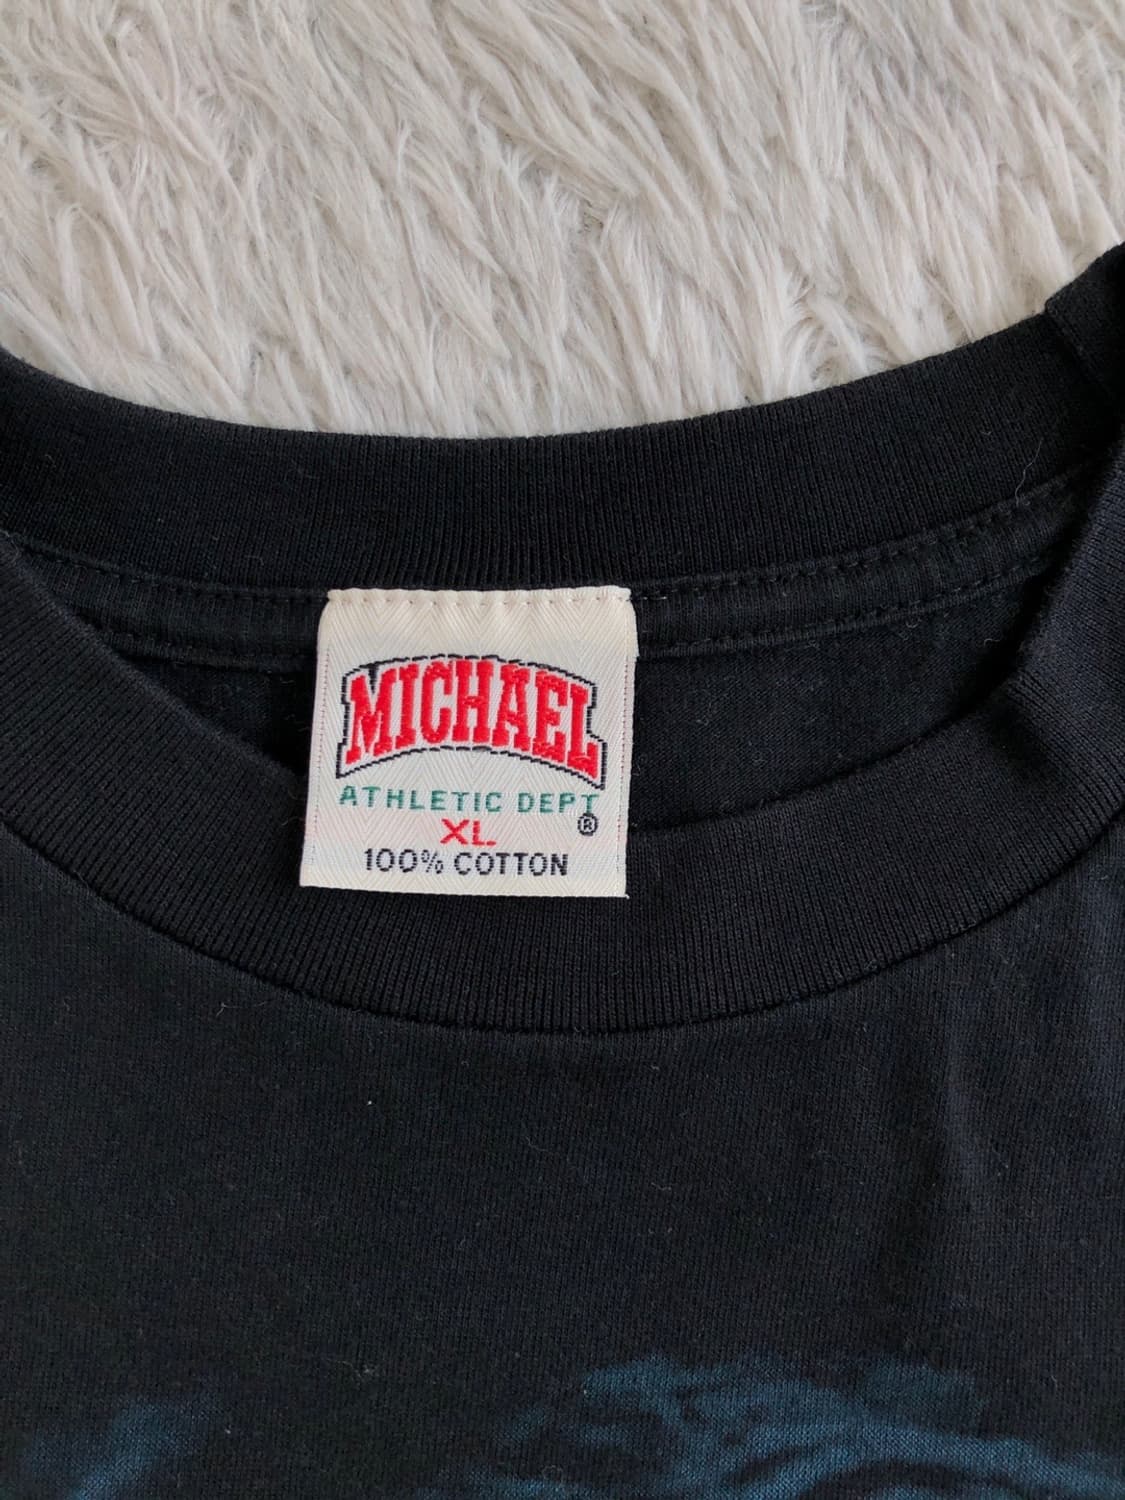 MICHAEL
ATHLETIC DEPT
®
XL
100% COTTON